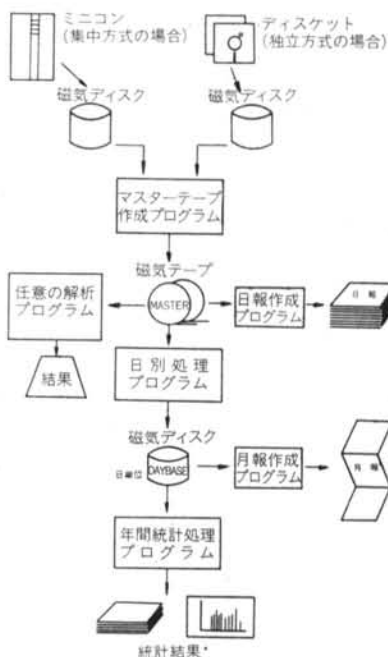 ミニコン
(集中方式の場合)
ディスケット
(独立方式の場合)
磁気ディスク
磁気ディスク
マスターテープ
作成プログラム
磁気テープ
任意の解析
プログラム
MASTER
日報作成
プログラム
日報
結果
日別処理
プログラム
磁気ディスク
日単位
DAYBASE
月報作成
プログラム
月報
年間統計処理
プログラム
統計結果*